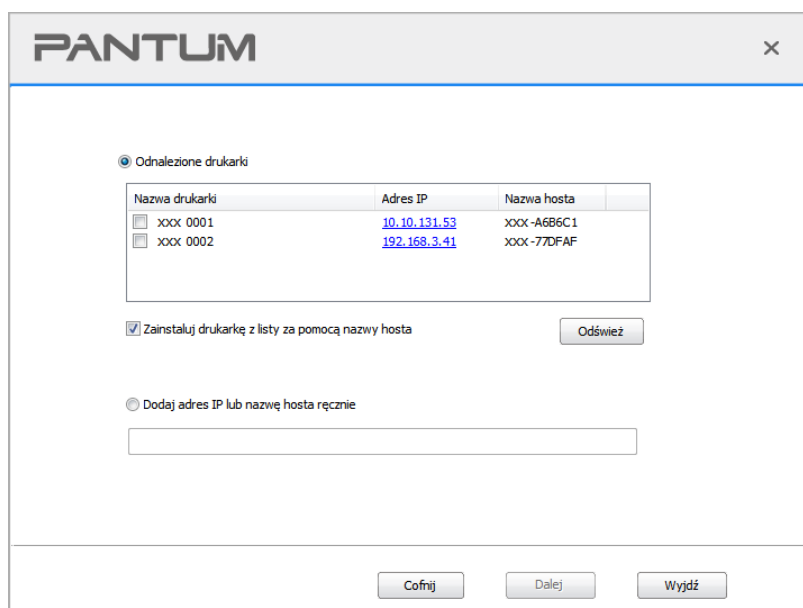 PANTUM
Odnalezione drukarki
Nazwa drukarki Adres IP Nazwa hosta
XXX 0001 10.10.131.53 XXX-A6B6C1
XXX 0002 192.168.3.41 XXX-77DFAF
Zainstaluj drukarkę z listy za pomocą nazwy hosta
Odśwież
Dodaj adres IP lub nazwę hosta ręcznie
Cofnij Dalej Wyjdź